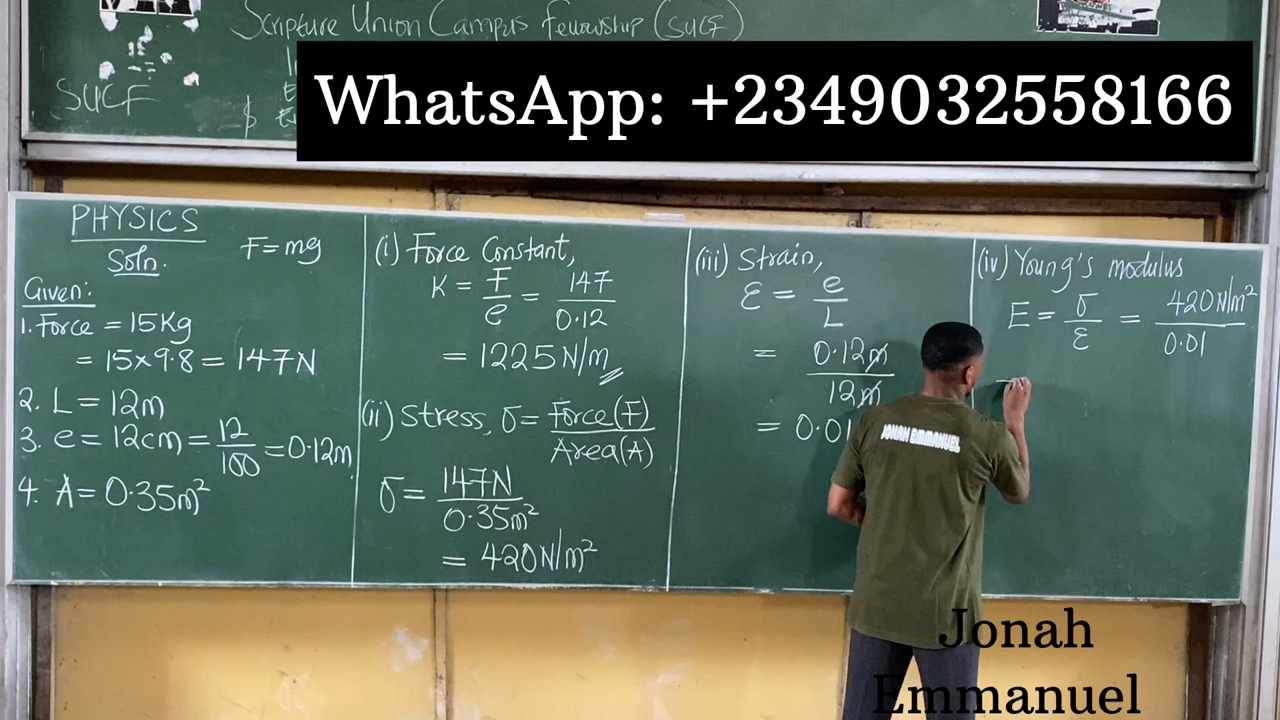 Scripture Union Campus Fellowship (SUCF)
SUCF
WhatsApp: +2349032558166
PHYSICS
Soln.
F = mg
Given:
1. Force = 15Kg
= 15×9.8 = 147N
2. L = 12m
3. e = 12cm = 12/100 = 0.12m
4. A = 0.35m²
(i) Force Constant,
K = F/e = 147/0.12
= 1225N/m
(ii) Stress, σ = Force(F)/Area(A)
σ = 147N/0.35m²
= 420N/m²
(iii) Strain,
ε = e/L
= 0.12m/12m
= 0.01
(iv) Young's modulus
E = σ/ε = 420N/m²/0.01
JONAH EMMANUEL
Jonah
Emmanuel